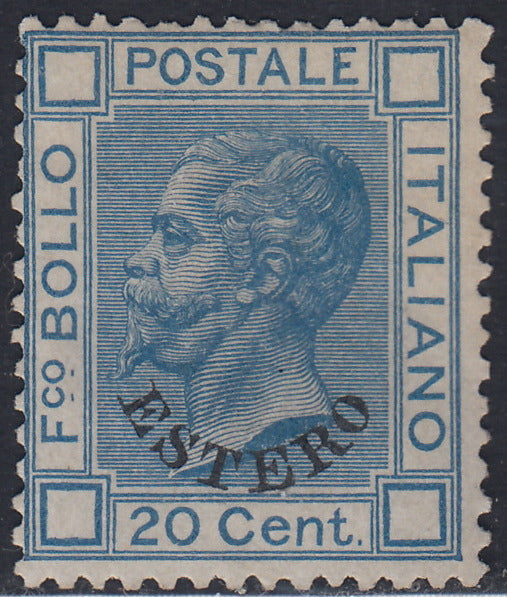 POSTALE
Fco BOLLO
ITALIANO
ESTERO
20 Cent.